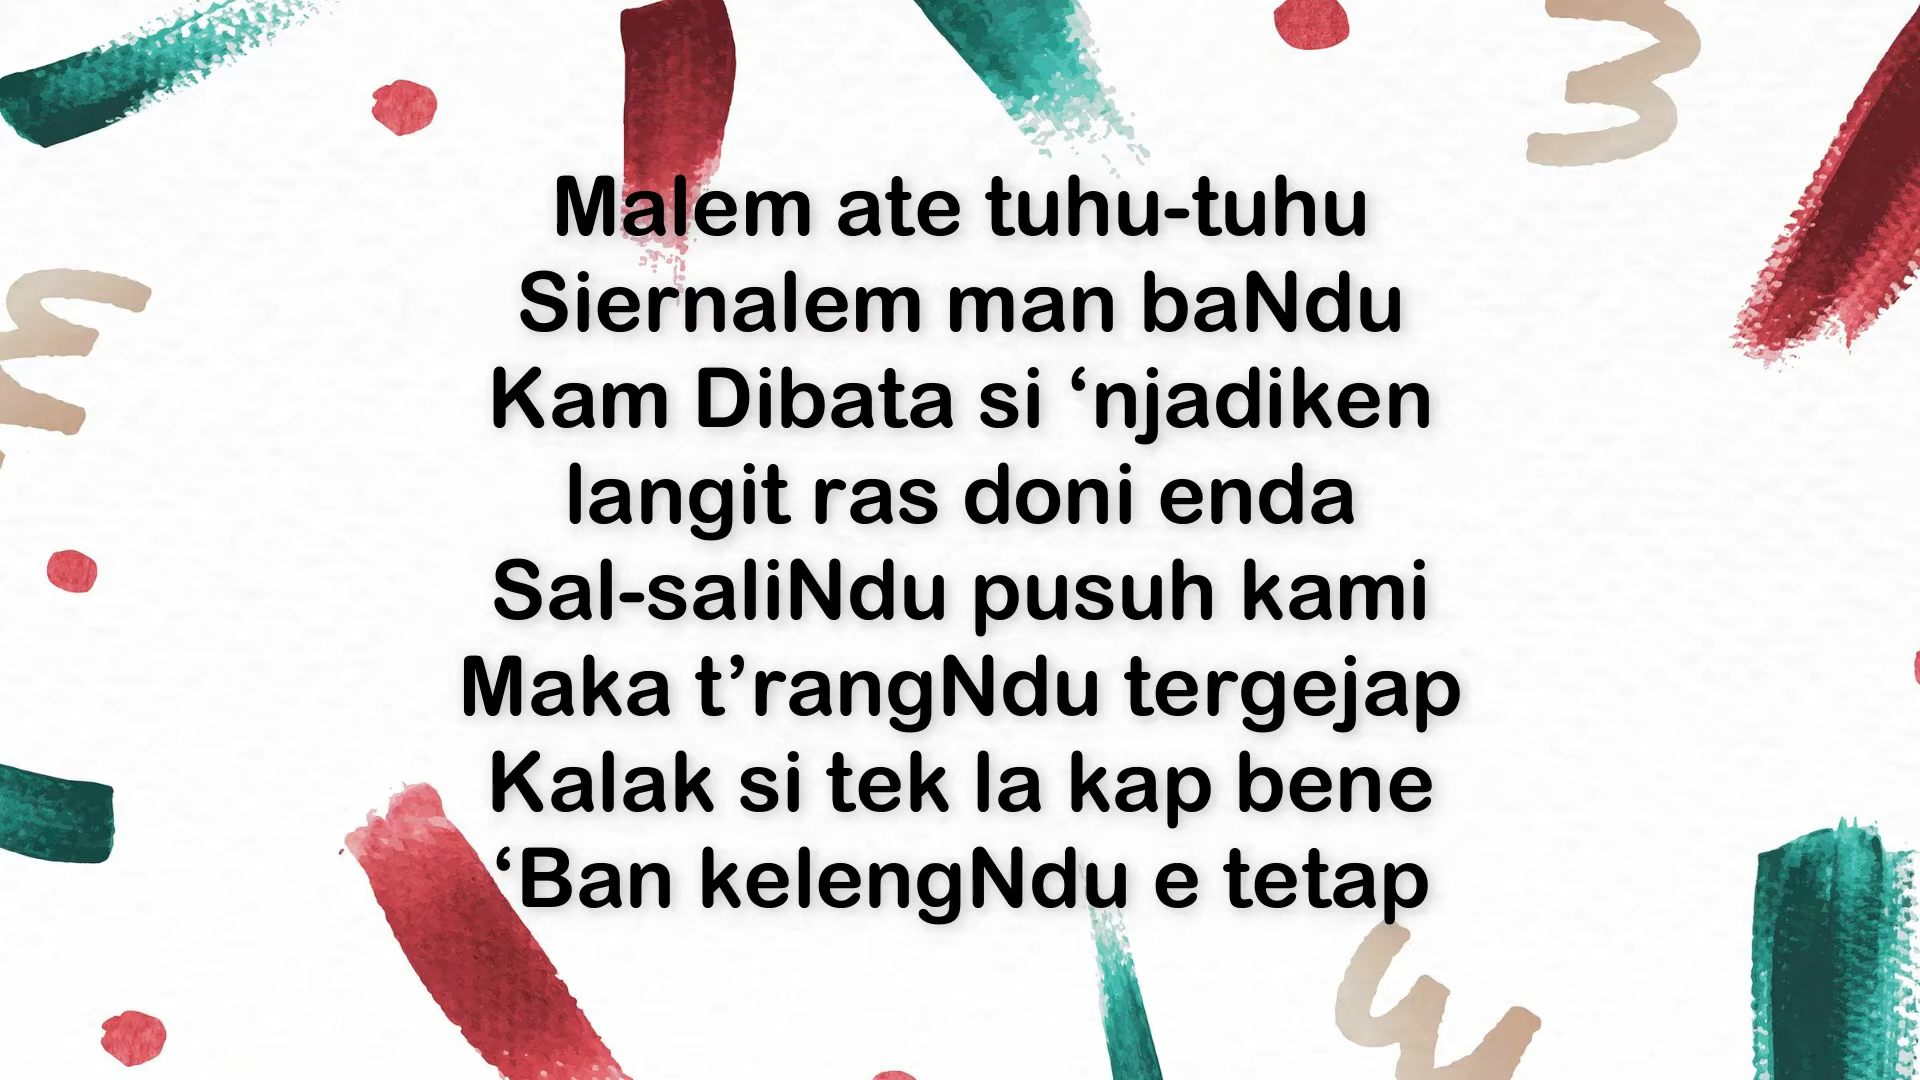 Malem ate tuhu-tuhu
Siernalem man baNdu
Kam Dibata si ‘njadiken
langit ras doni enda
Sal-saliNdu pusuh kami
Maka t’rangNdu tergejap
Kalak si tek la kap bene
‘Ban kelengNdu e tetap